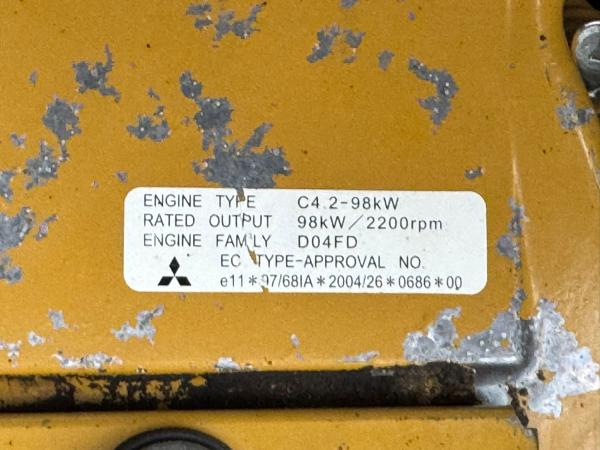 ENGINE TYPE C4.2-98kW
RATED OUTPUT 98kW/2200rpm
ENGINE FAMILY D04FD
EC TYPE-APPROVAL NO.
e11*97/68IA*2004/26*0686*00